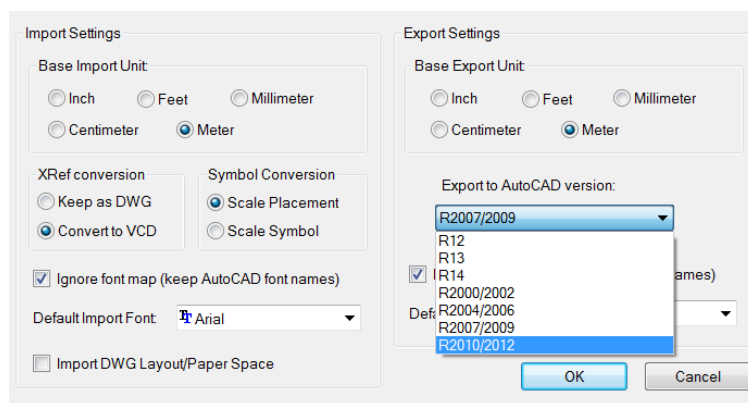 Import Settings
Base Import Unit:
Inch Feet Millimeter
Centimeter Meter
XRef conversion
Keep as DWG
Convert to VCD
Symbol Conversion
Scale Placement
Scale Symbol
Ignore font map (keep AutoCAD font names)
Default Import Font: Arial
Import DWG Layout/Paper Space
Export Settings
Base Export Unit:
Inch Feet Millimeter
Centimeter Meter
Export to AutoCAD version:
R2007/2009
R12
R13
R14
R2000/2002
R2004/2006
R2007/2009
R2010/2012
OK Cancel